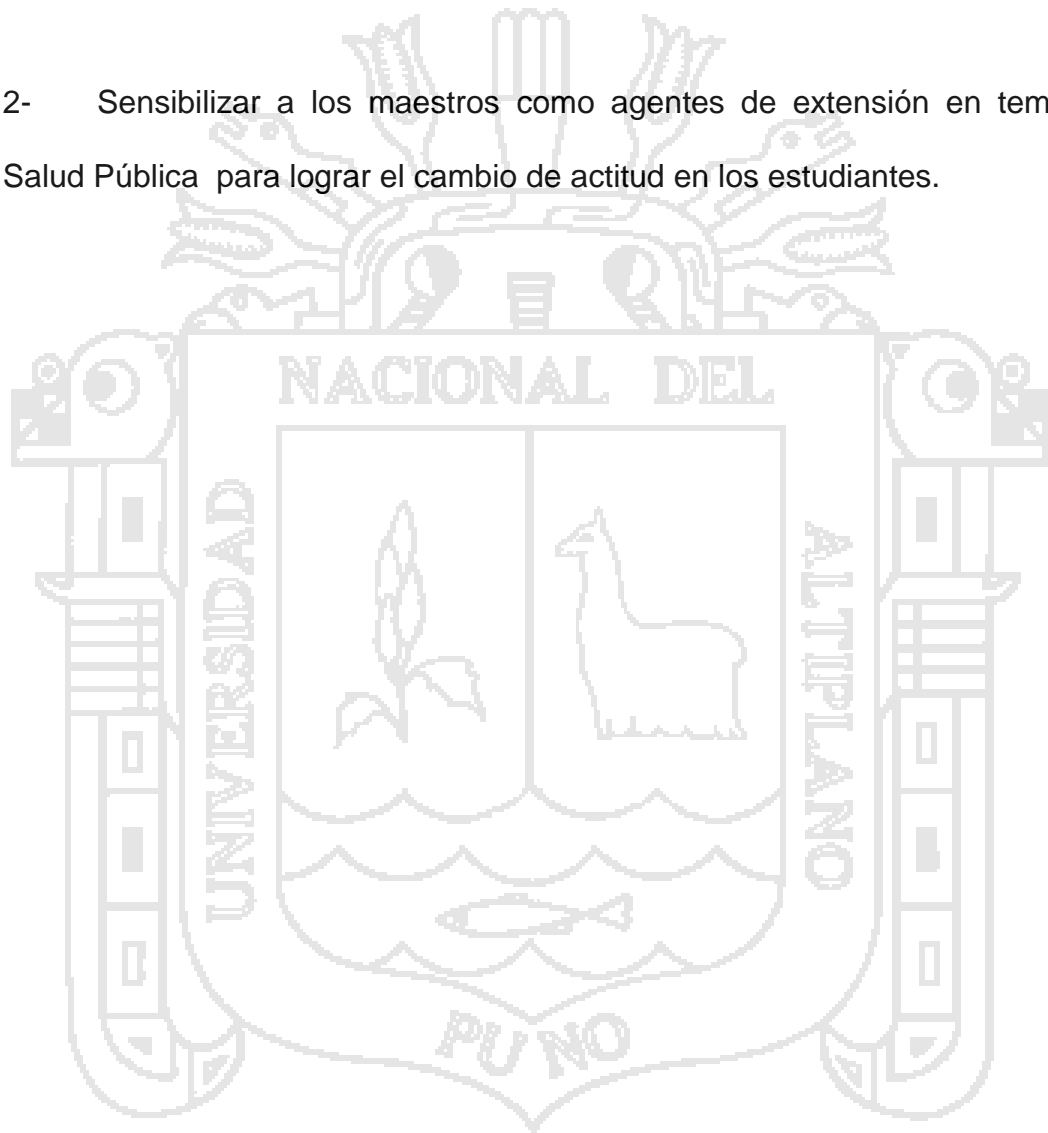 2- Sensibilizar a los maestros como agentes de extensión en tem
Salud Pública para lograr el cambio de actitud en los estudiantes.
NACIONAL DEL
UNIVERSIDAD
ALTIPLANO
PUNO